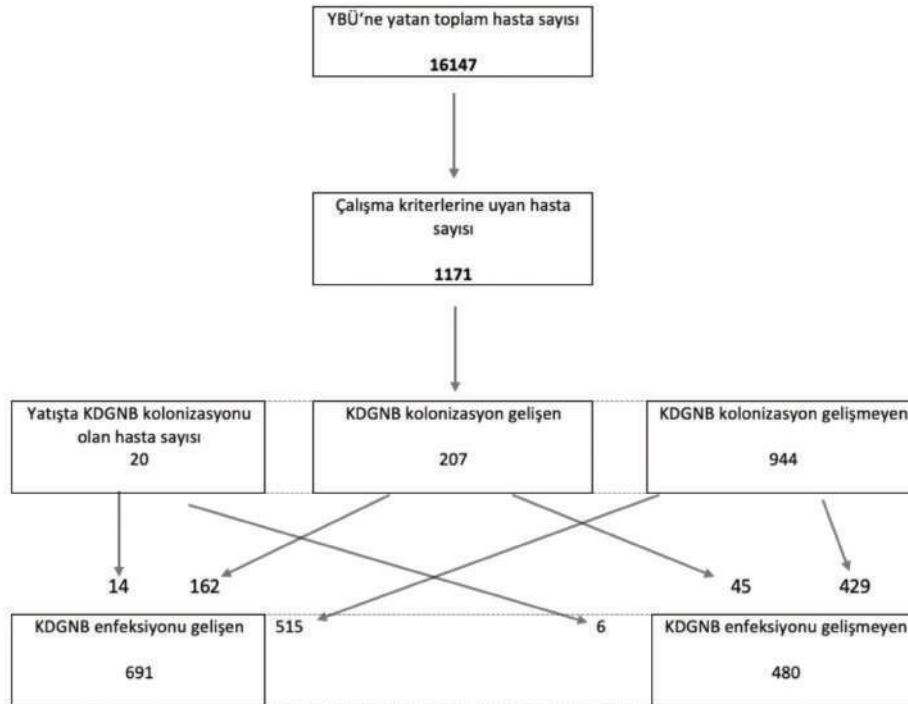 YBÜ’ne yatan toplam hasta sayısı
16147
Çalışma kriterlerine uyan hasta
sayısı
1171
Yatışta KDGNB kolonizasyonu
olan hasta sayısı
20
KDGNB kolonizasyon gelişen
207
KDGNB kolonizasyon gelişmeyen
944
14
162
45
429
515
6
KDGNB enfeksiyonu gelişen
691
KDGNB enfeksiyonu gelişmeyen
480